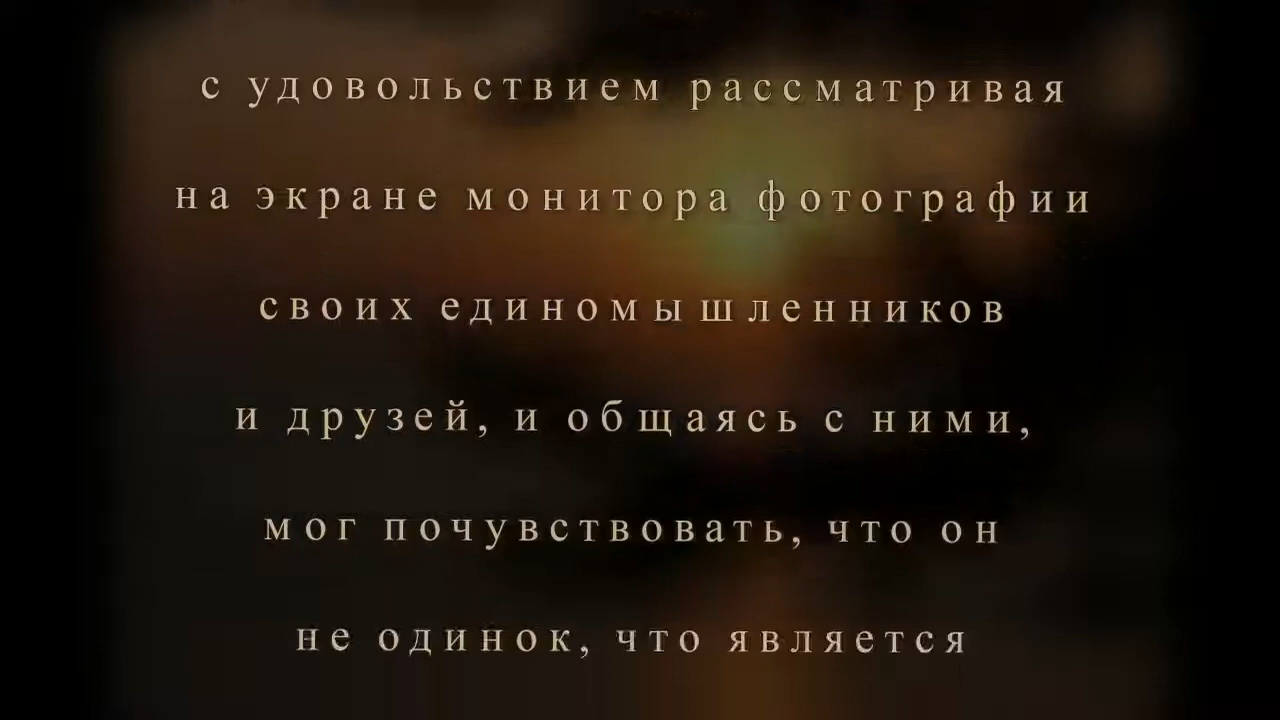 с удовольствием рассматривая
на экране монитора фотографии
своих единомышленников
и друзей, и общаясь с ними,
мог почувствовать, что он
не одинок, что является